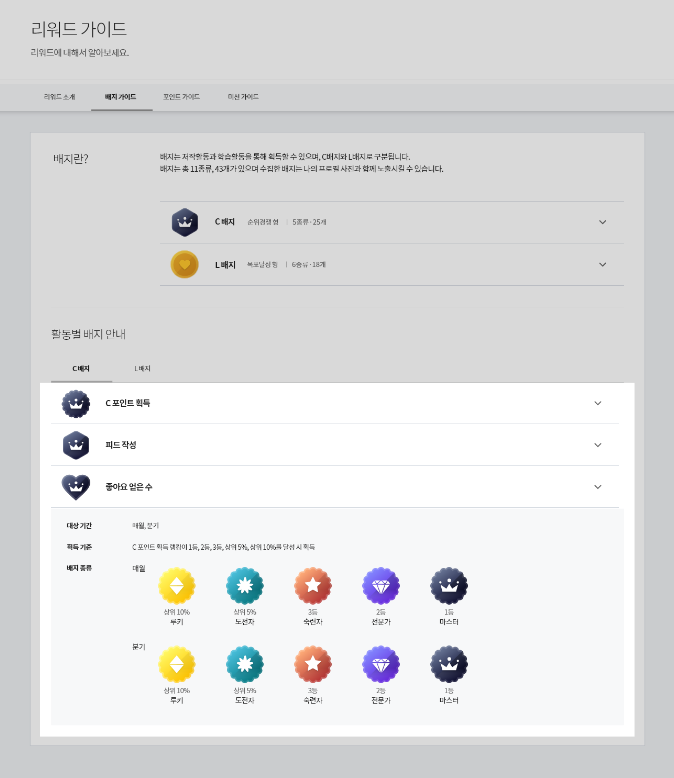 리워드 가이드
리워드에 대해서 알아보세요.
리워드 소개
배지 가이드
포인트 가이드
미션 가이드
배지란?
배지는 저작활동과 학습활동을 통해 획득할 수 있으며, C배지와 L배지로 구분됩니다.
배지는 총 11종류, 43개가 있으며 수집한 배지는 나의 프로필 사진과 함께 노출시킬 수 있습니다.
C 배지 순위경쟁 형 | 5종류 · 25개
L 배지 목표달성 형 | 6종류 · 18개
활동별 배지 안내
C 배지
L 배지
C 포인트 획득
피드 작성
좋아요 얻은 수
대상 기간 매월, 분기
획득 기준 C 포인트 획득 랭킹이 1등, 2등, 3등, 상위 5%, 상위 10%를 달성 시 획득
배지 종류 매월
상위 10% 상위 5% 3등 2등 1등
루키 도전자 숙련자 전문가 마스터
분기
상위 10% 상위 5% 3등 2등 1등
루키 도전자 숙련자 전문가 마스터